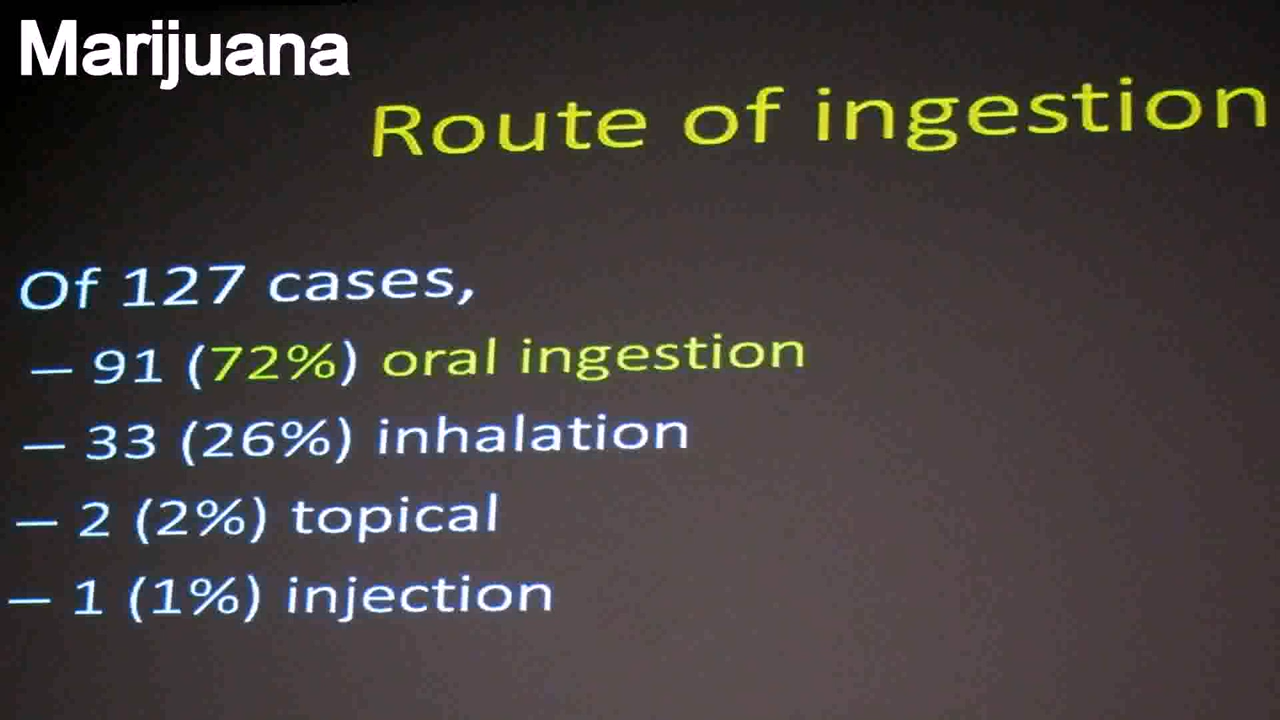 Marijuana
Route of ingestion
Of 127 cases,
– 91 (72%) oral ingestion
– 33 (26%) inhalation
– 2 (2%) topical
– 1 (1%) injection